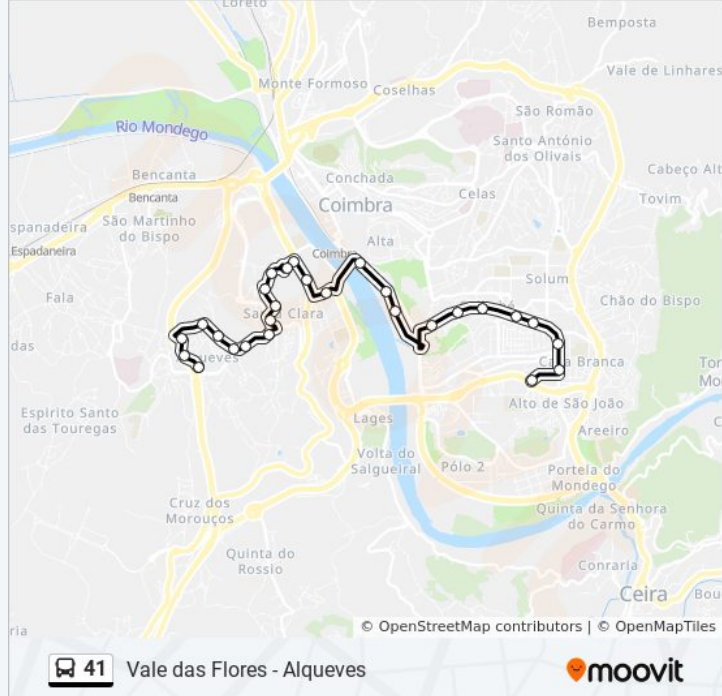 Loreto
Bemposta
Vale de Linhares
Monte Formoso
Coselhas
São Romão
Rio Mondego
Santo António
dos Olivais
Bencanta
Conchada
Celas
Cabeço Alt
Tovim
Bencanta
Coimbra
São Martinho
do Bispo
spanadeira
Espadaneira
Alta
Coimbra
Solum
Fala
Chão do Bispo
Santa Clara
das
Alqueves
Casa Branca
Tor
Mo
Espirito Santo
das Touregas
Alto de São João
Lages
Areeiro
Volta do
Salgueiral
Pólo 2
Portela do
Mondego
Cruz dos
Morouços
Quinta da Senhora
do Carmo
Quinta do
Rossio
Conraria
Ceira
Bou
ria
© OpenStreetMap contributors | © OpenMapTiles
41 Vale das Flores - Alqueves
moovit